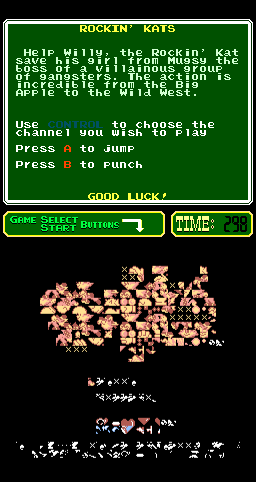 ROCKIN' KATS
Help Willy, the Rockin' Kat
save his girl from Mugsy the
boss of a villainous group
of gangsters. The action is
incredible from the Big
Apple to the Wild West.
Use CONTROL to choose the
channel you wish to play
Press A to jump
Press B to punch
GOOD LUCK!
GAME SELECT
START BUTTONS
TIME: 298